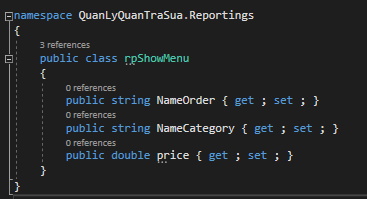 namespace QuanLyQuanTraSua.Reportings
{
3 references
public class rpShowMenu
{
0 references
public string NameOrder { get ; set ; }
0 references
public string NameCategory { get ; set ; }
0 references
public double price { get ; set ; }
}
}